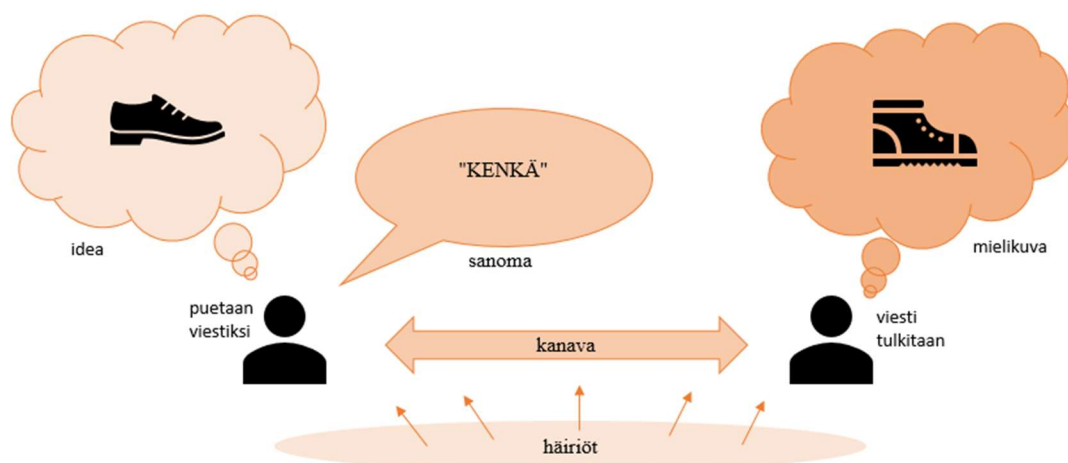 "KENKÄ"
idea
sanoma
mielikuva
puetaan
viestiksi
kanava
viesti
tulkitaan
häiriöt